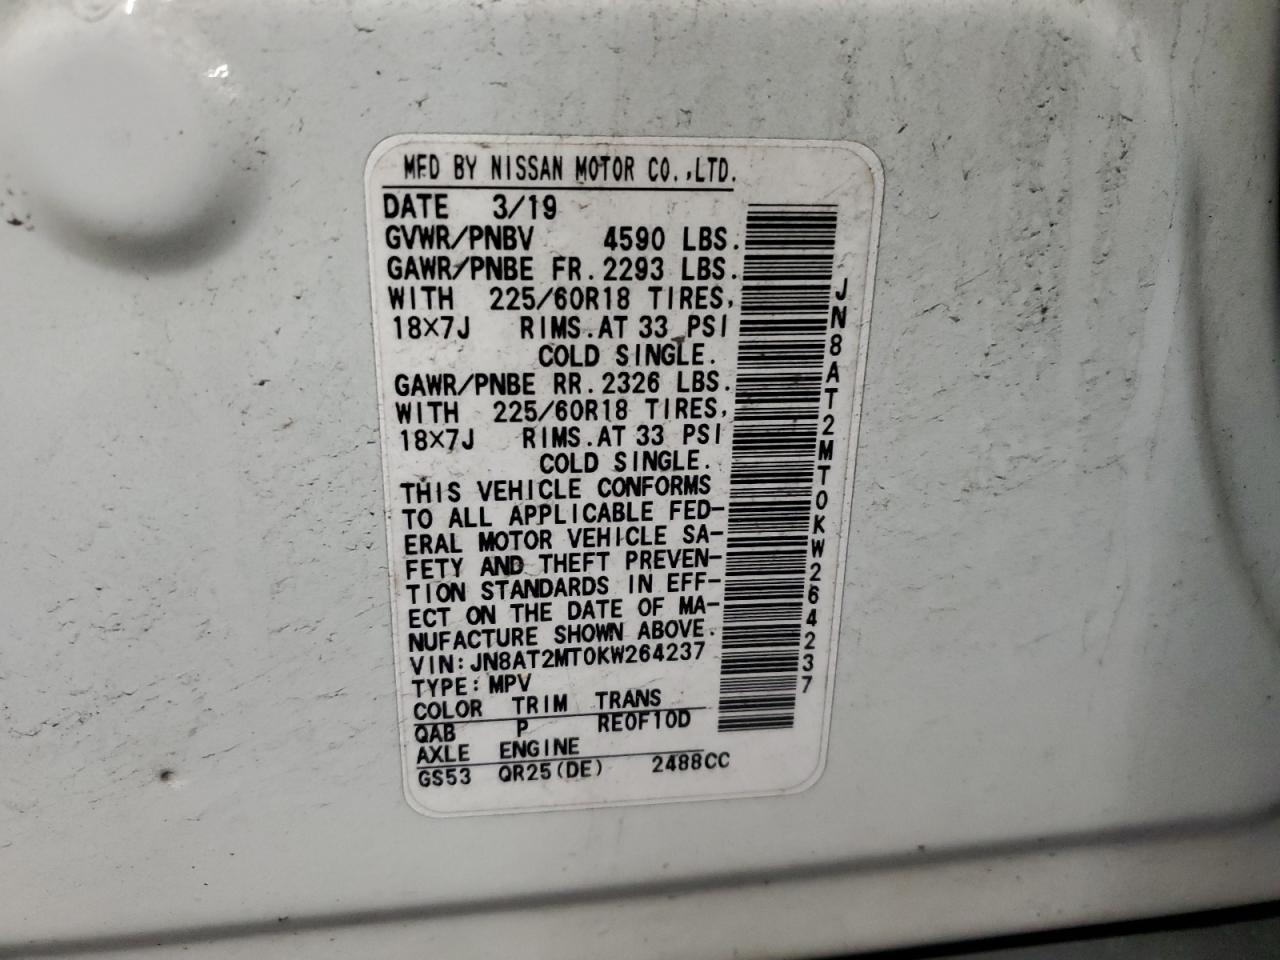 MFD BY NISSAN MOTOR CO.,LTD.
DATE 3/19
GVWR/PNBV 4590 LBS.
GAWR/PNBE FR.2293 LBS.
WITH 225/60R18 TIRES,
18×7J RIMS.AT 33 PSI
COLD SINGLE.
GAWR/PNBE RR.2326 LBS.
WITH 225/60R18 TIRES,
18×7J RIMS.AT 33 PSI
COLD SINGLE.
THIS VEHICLE CONFORMS
TO ALL APPLICABLE FED-
ERAL MOTOR VEHICLE SA-
FETY AND THEFT PREVEN-
TION STANDARDS IN EFF-
ECT ON THE DATE OF MA-
NUFACTURE SHOWN ABOVE.
VIN:JN8AT2MT0KW264237
TYPE:MPV
COLOR TRIM TRANS
QAB P RE0F10D
AXLE ENGINE
GS53 QR25(DE) 2488CC
JN8AT2MT0KW264237